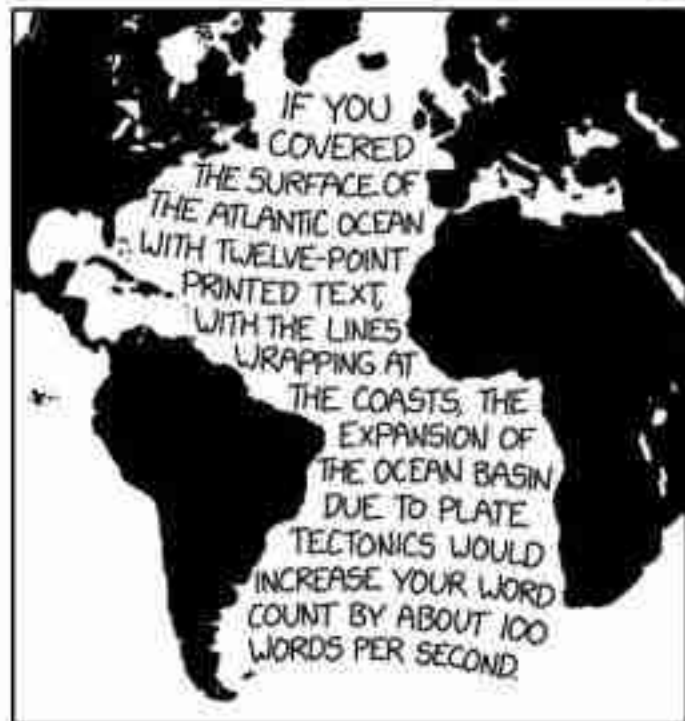 IF YOU
COVERED
THE SURFACE OF
THE ATLANTIC OCEAN
WITH TWELVE-POINT
PRINTED TEXT,
WITH THE LINES
WRAPPING AT
THE COASTS, THE
EXPANSION OF
THE OCEAN BASIN
DUE TO PLATE
TECTONICS WOULD
INCREASE YOUR WORD
COUNT BY ABOUT 100
WORDS PER SECOND.